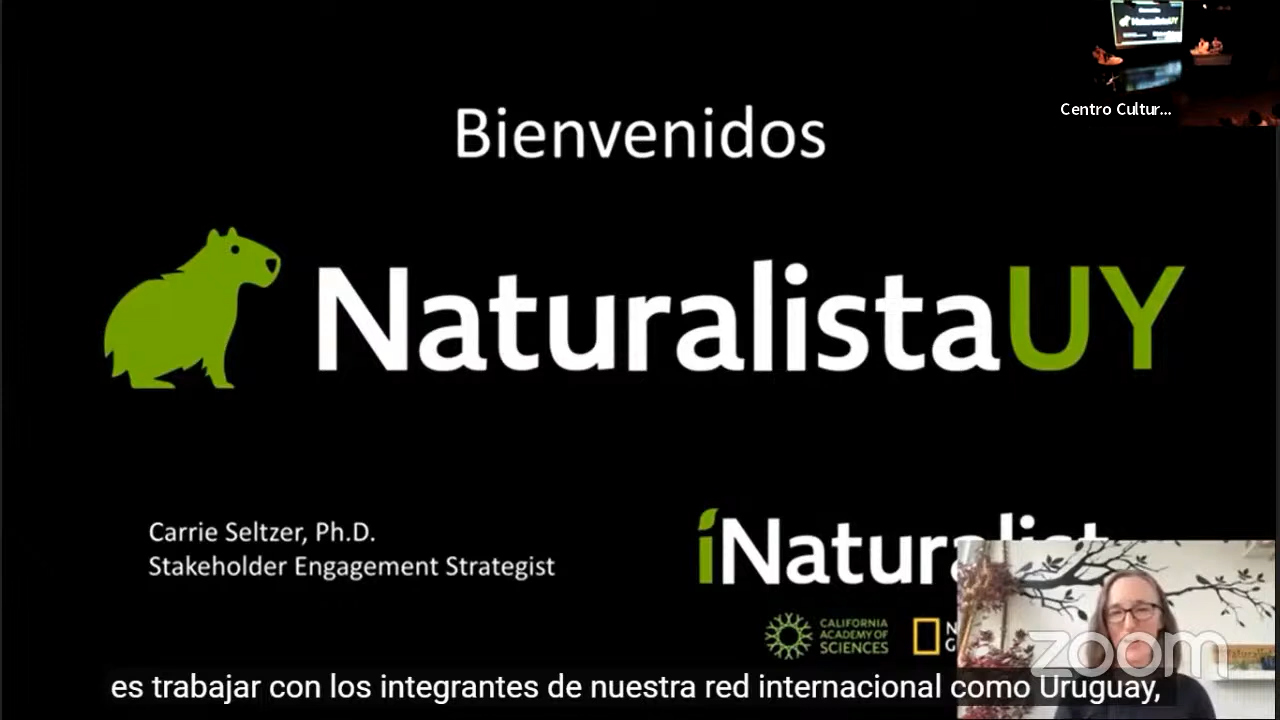 Centro Cultur...
Bienvenidos
NaturalistaUY
Carrie Seltzer, Ph.D.
Stakeholder Engagement Strategist
iNaturalist
CALIFORNIA
ACADEMY OF
SCIENCES
zoom
es trabajar con los integrantes de nuestra red internacional como Uruguay,